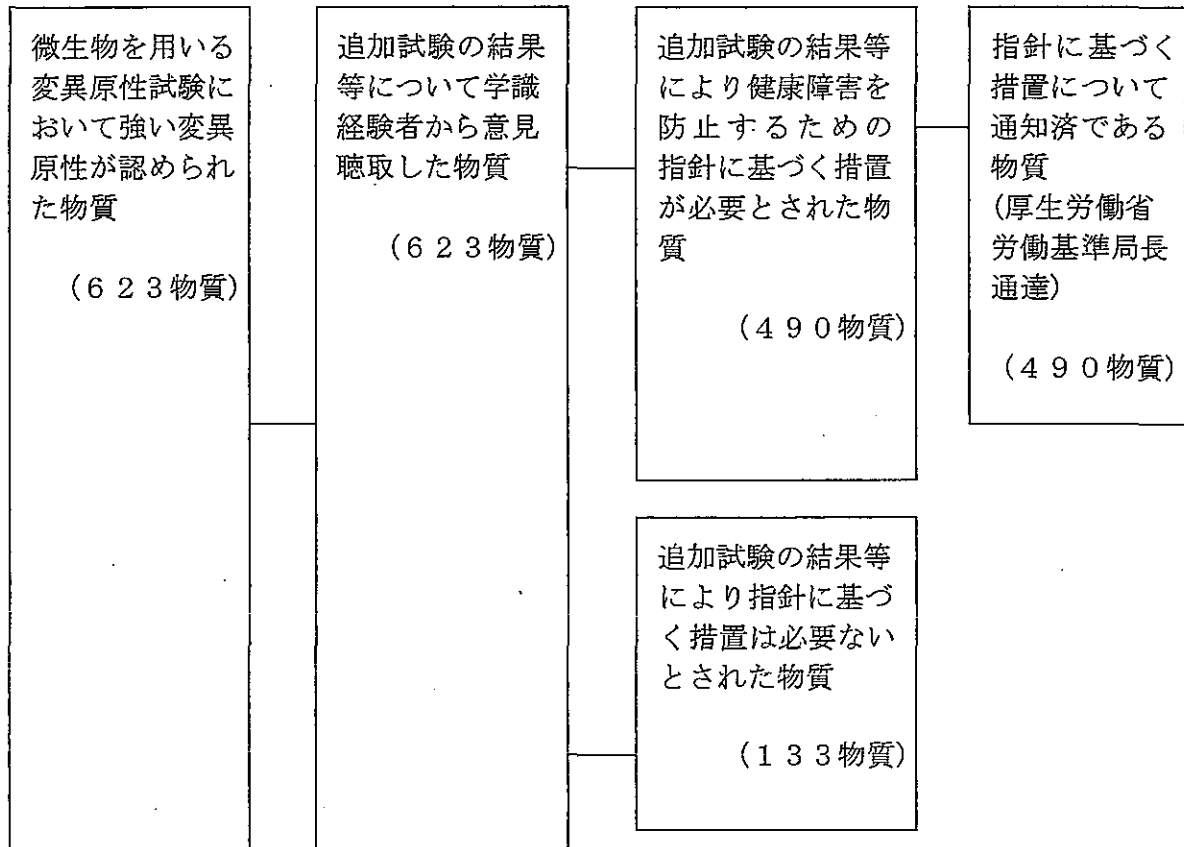 微生物を用いる
変異原性試験に
おいて強い変異
原性が認められ
た物質
（６２３物質）
追加試験の結果
等について学識
経験者から意見
聴取した物質
（６２３物質）
追加試験の結果等
により健康障害を
防止するための
指針に基づく措置
が必要とされた物
質
（４９０物質）
指針に基づく
措置について
通知済である
物質
(厚生労働省
労働基準局長
通達)
（４９０物質）
追加試験の結果等
により指針に基づ
く措置は必要ない
とされた物質
（１３３物質）